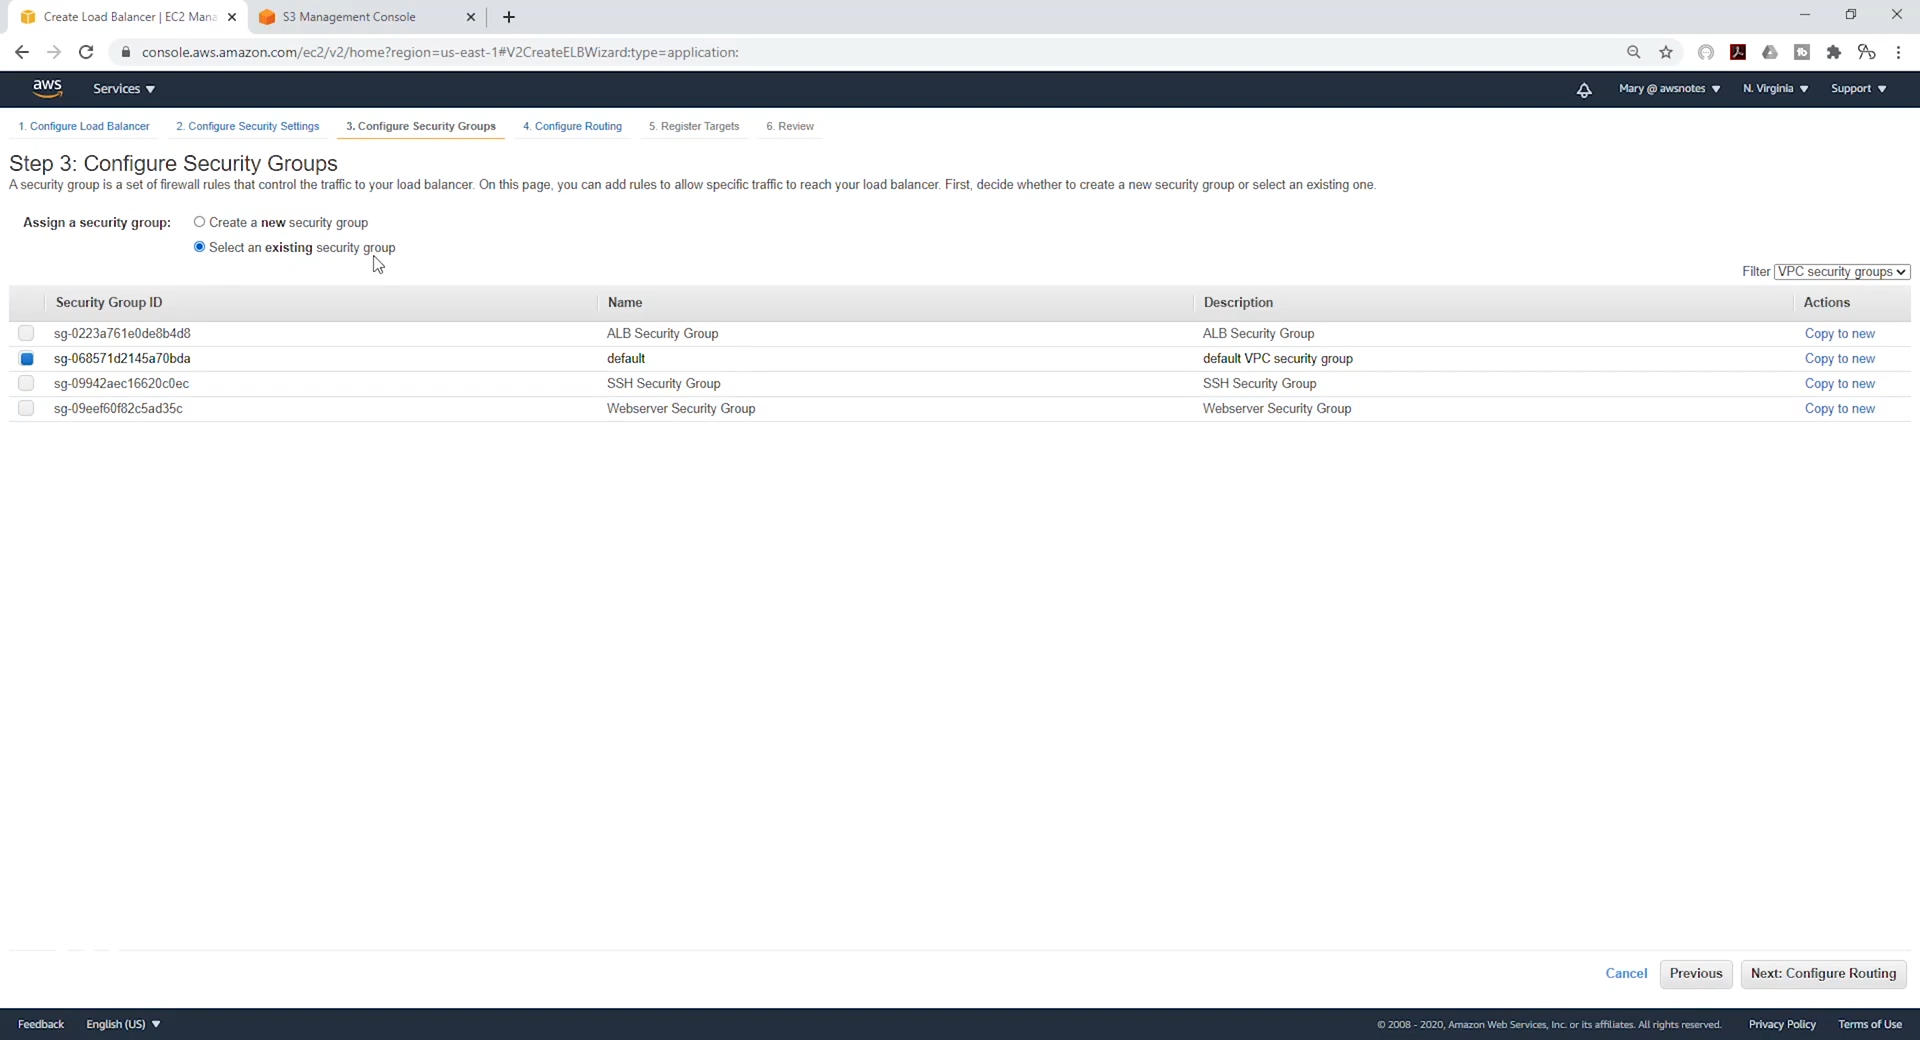 Create Load Balancer | EC2 Mana
S3 Management Console
console.aws.amazon.com/ec2/v2/home?region=us-east-1#V2CreateELBWizard:type=application:
aws
Services
Mary @ awsnotes
N. Virginia
Support
1. Configure Load Balancer
2. Configure Security Settings
3. Configure Security Groups
4. Configure Routing
5. Register Targets
6. Review
Step 3: Configure Security Groups
A security group is a set of firewall rules that control the traffic to your load balancer. On this page, you can add rules to allow specific traffic to reach your load balancer. First, decide whether to create a new security group or select an existing one.
Assign a security group:
Create a new security group
Select an existing security group
Filter VPC security groups
Security Group ID Name Description Actions
sg-0223a761e0de8b4d8 ALB Security Group ALB Security Group Copy to new
sg-068571d2145a70bda default default VPC security group Copy to new
sg-09942aec16620c0ec SSH Security Group SSH Security Group Copy to new
sg-09eef60f82c5ad35c Webserver Security Group Webserver Security Group Copy to new
Cancel
Previous
Next: Configure Routing
Feedback
English (US)
© 2008 - 2020, Amazon Web Services, Inc. or its affiliates. All rights reserved.
Privacy Policy
Terms of Use